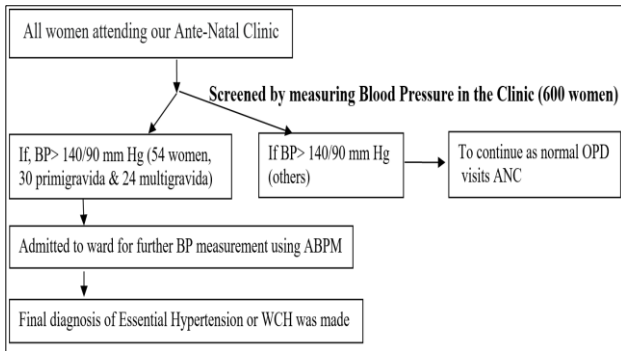 All women attending our Ante-Natal Clinic
Screened by measuring Blood Pressure in the Clinic (600 women)
If, BP> 140/90 mm Hg (54 women,
30 primigravida & 24 multigravida)
If BP> 140/90 mm Hg
(others)
To continue as normal OPD
visits ANC
Admitted to ward for further BP measurement using ABPM
Final diagnosis of Essential Hypertension or WCH was made